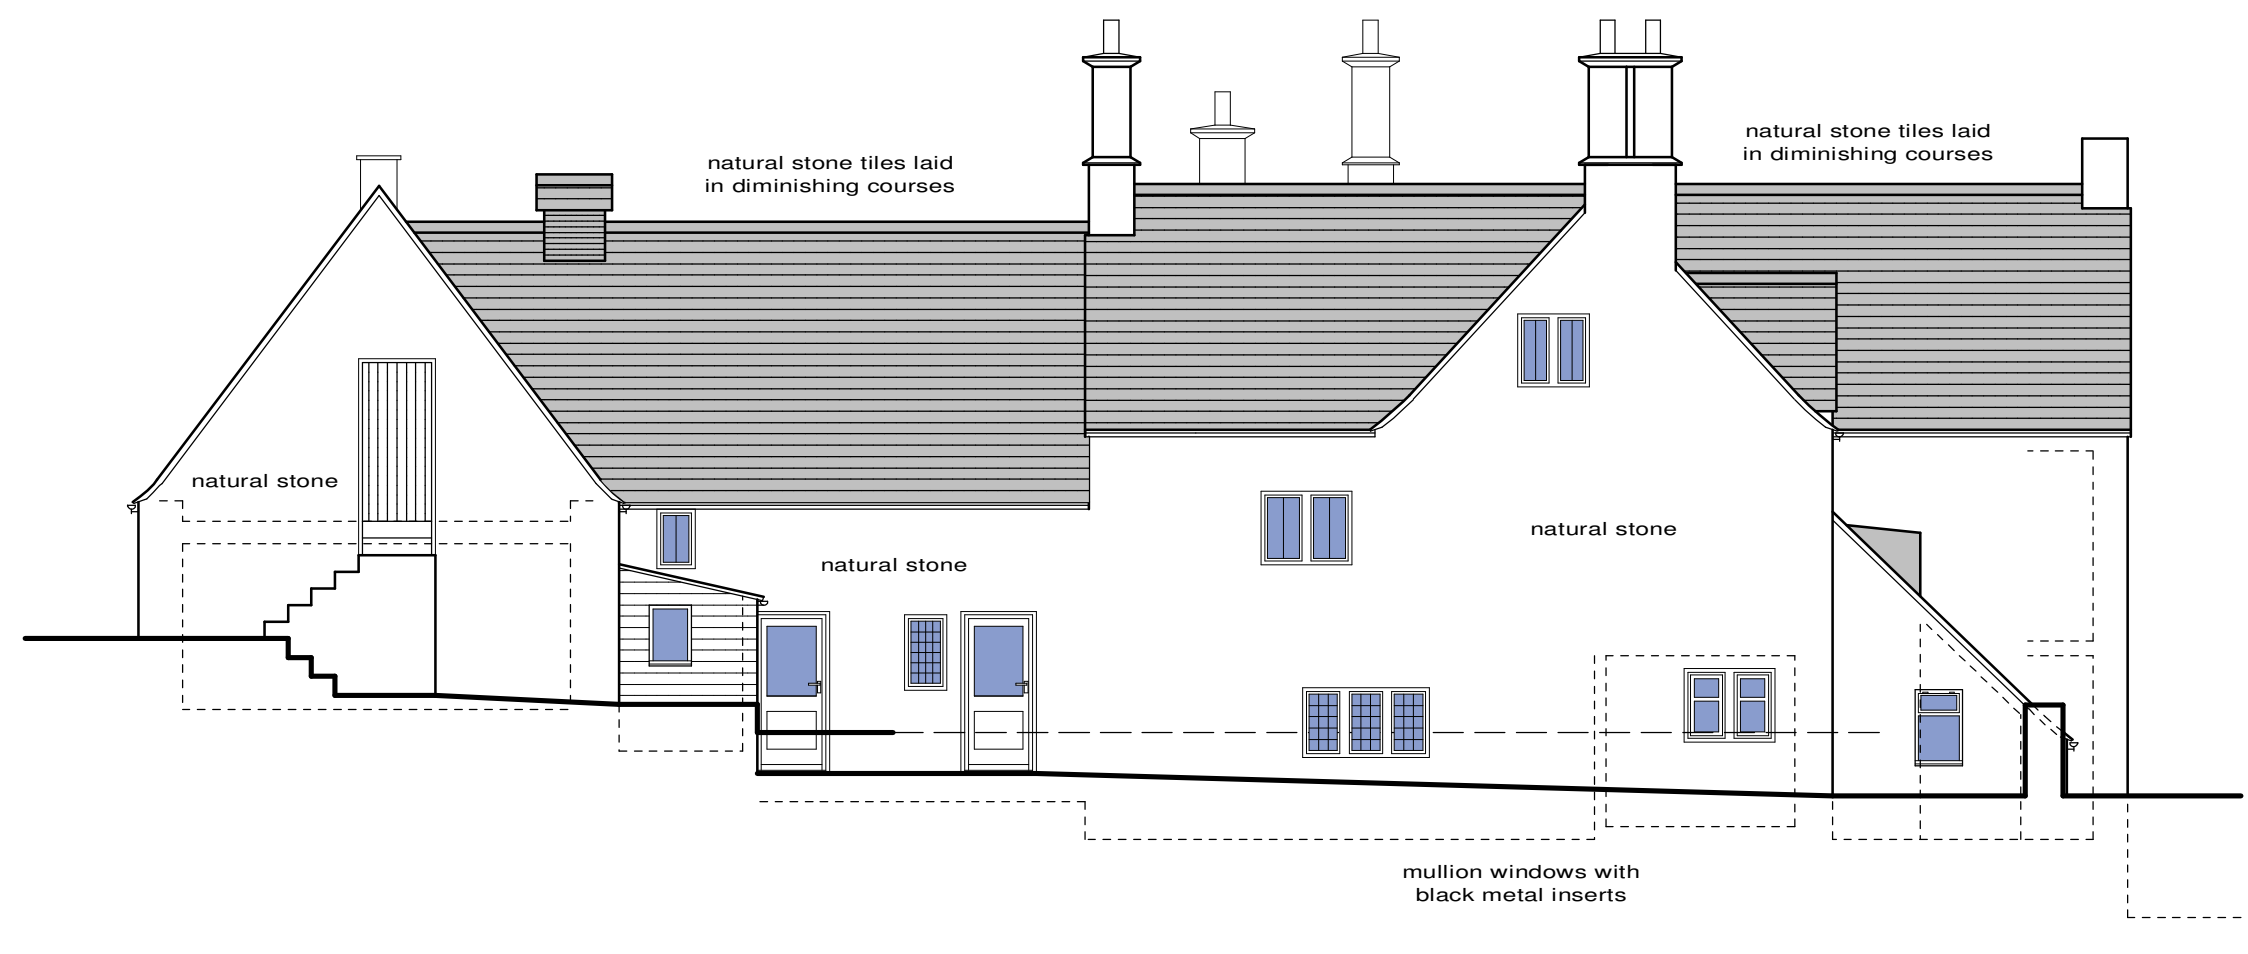 natural stone tiles laid
in diminishing courses
natural stone tiles laid
in diminishing courses
natural stone
natural stone
natural stone
mullion windows with
black metal inserts